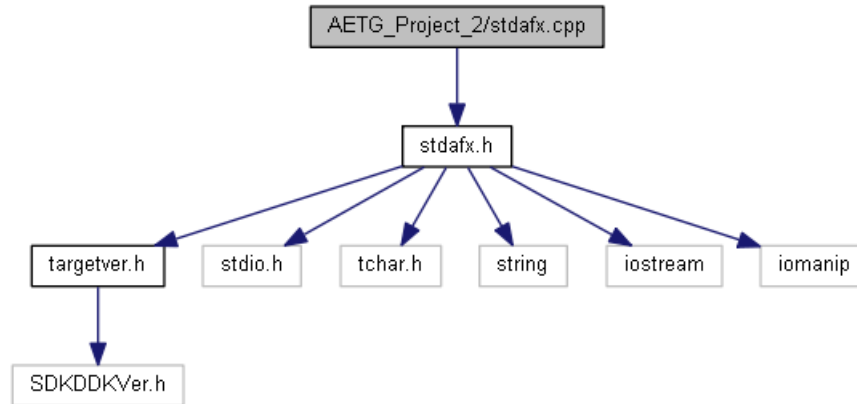 AETG_Project_2/stdafx.cpp
stdafx.h
targetver.h
stdio.h
tchar.h
string
iostream
iomanip
SDKDDKVer.h